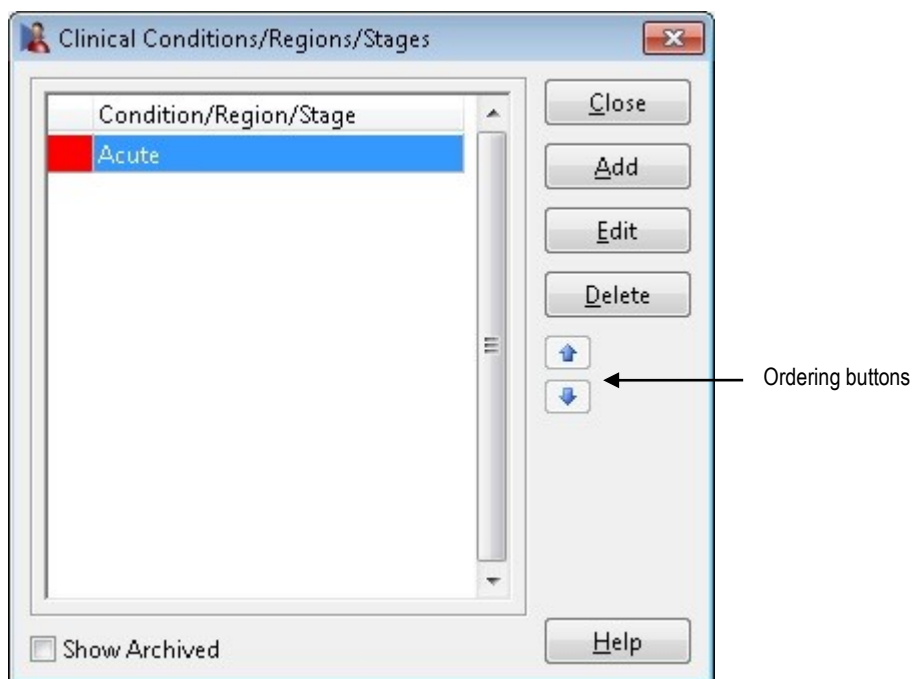 Clinical Conditions/Regions/Stages
Condition/Region/Stage
Acute
Close
Add
Edit
Delete
Ordering buttons
Show Archived
Help